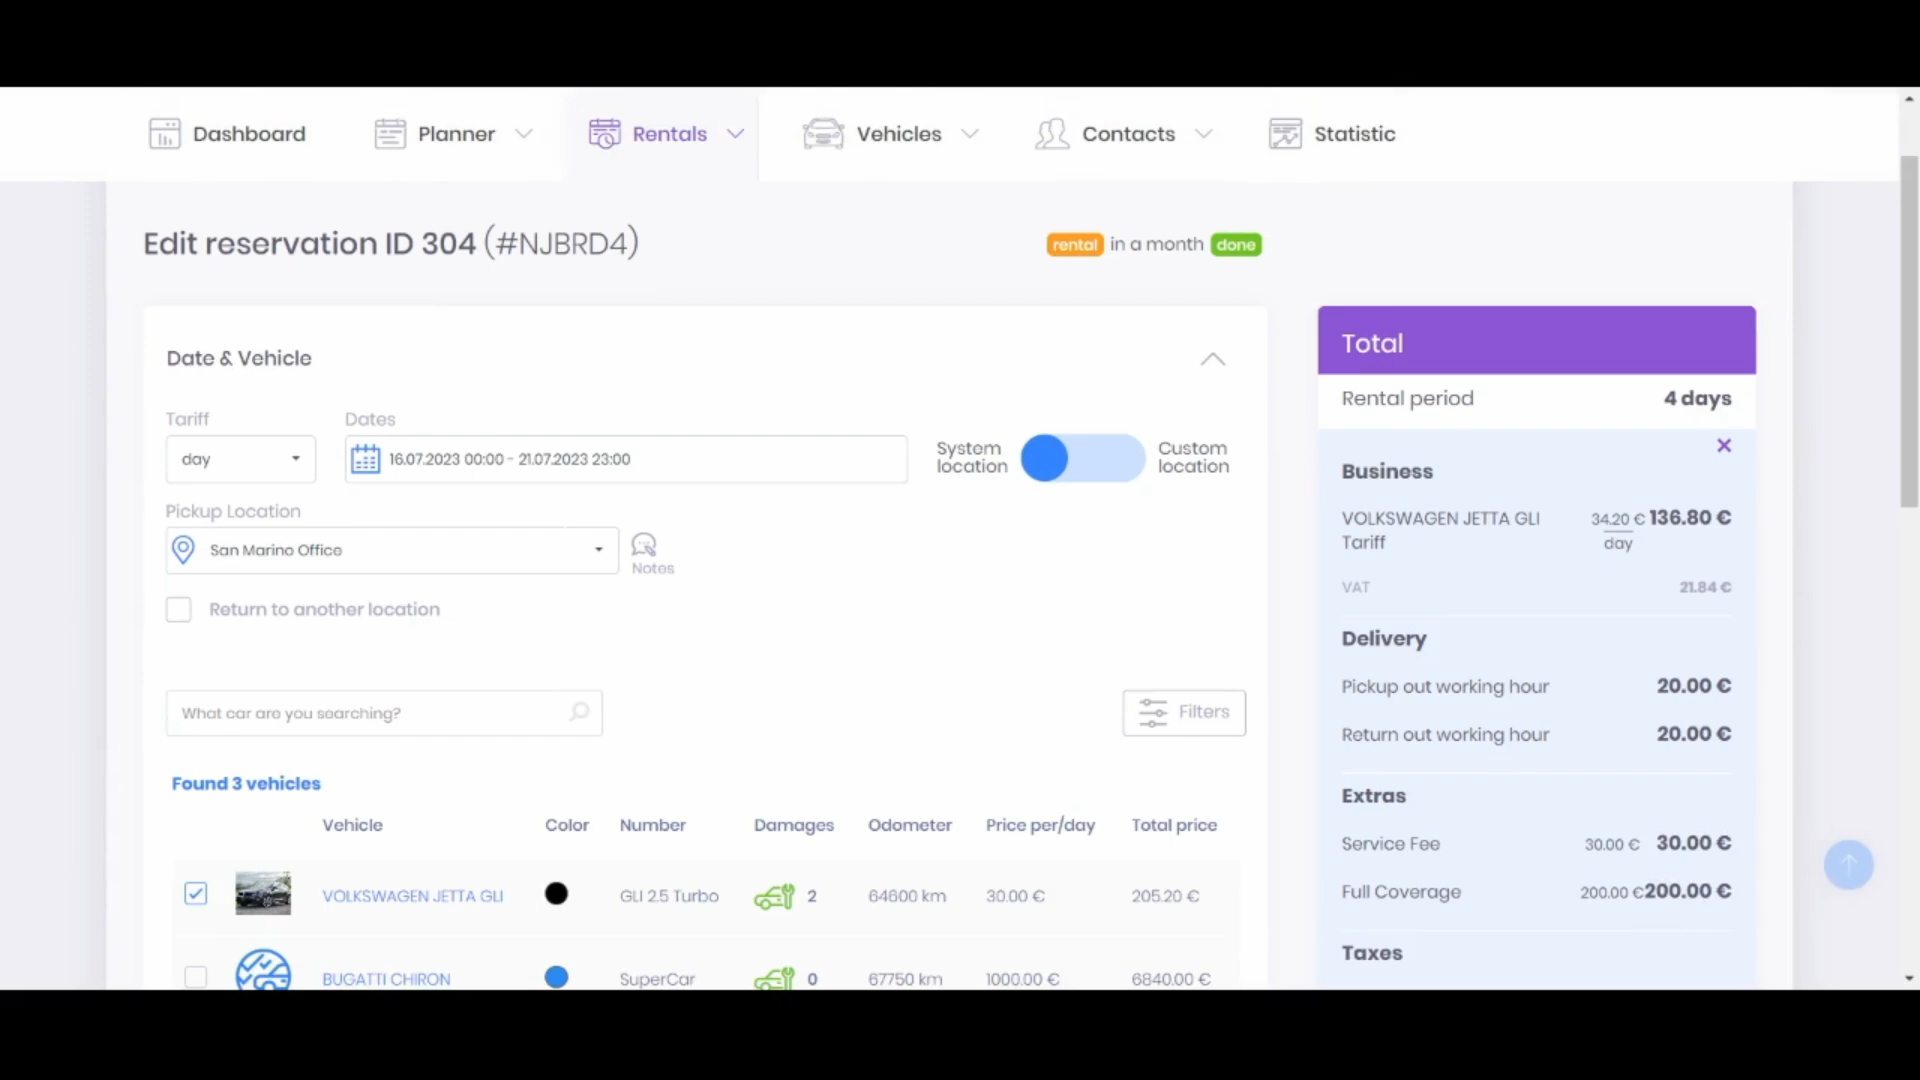 Dashboard
Planner
Rentals
Vehicles
Contacts
Statistic
Edit reservation ID 304 (#NJBRD4)
rental in a month done
Date & Vehicle
Tariff
Dates
day
16.07.2023 00:00 - 21.07.2023 23:00
System
location
Custom
location
Pickup Location
San Marino Office
Notes
Return to another location
What car are you searching?
Filters
Found 3 vehicles
Vehicle Color Number Damages Odometer Price per/day Total price
VOLKSWAGEN JETTA GLI GLI 2.5 Turbo 2 64600 km 30.00 € 205.20 €
BUGATTI CHIRON SuperCar 0 67750 km 1000.00 € 6840.00 €
Total
Rental period 4 days
Business
VOLKSWAGEN JETTA GLI
Tariff
34.20 €
day
136.80 €
VAT 21.84 €
Delivery
Pickup out working hour 20.00 €
Return out working hour 20.00 €
Extras
Service Fee 30.00 € 30.00 €
Full Coverage 200.00 € 200.00 €
Taxes